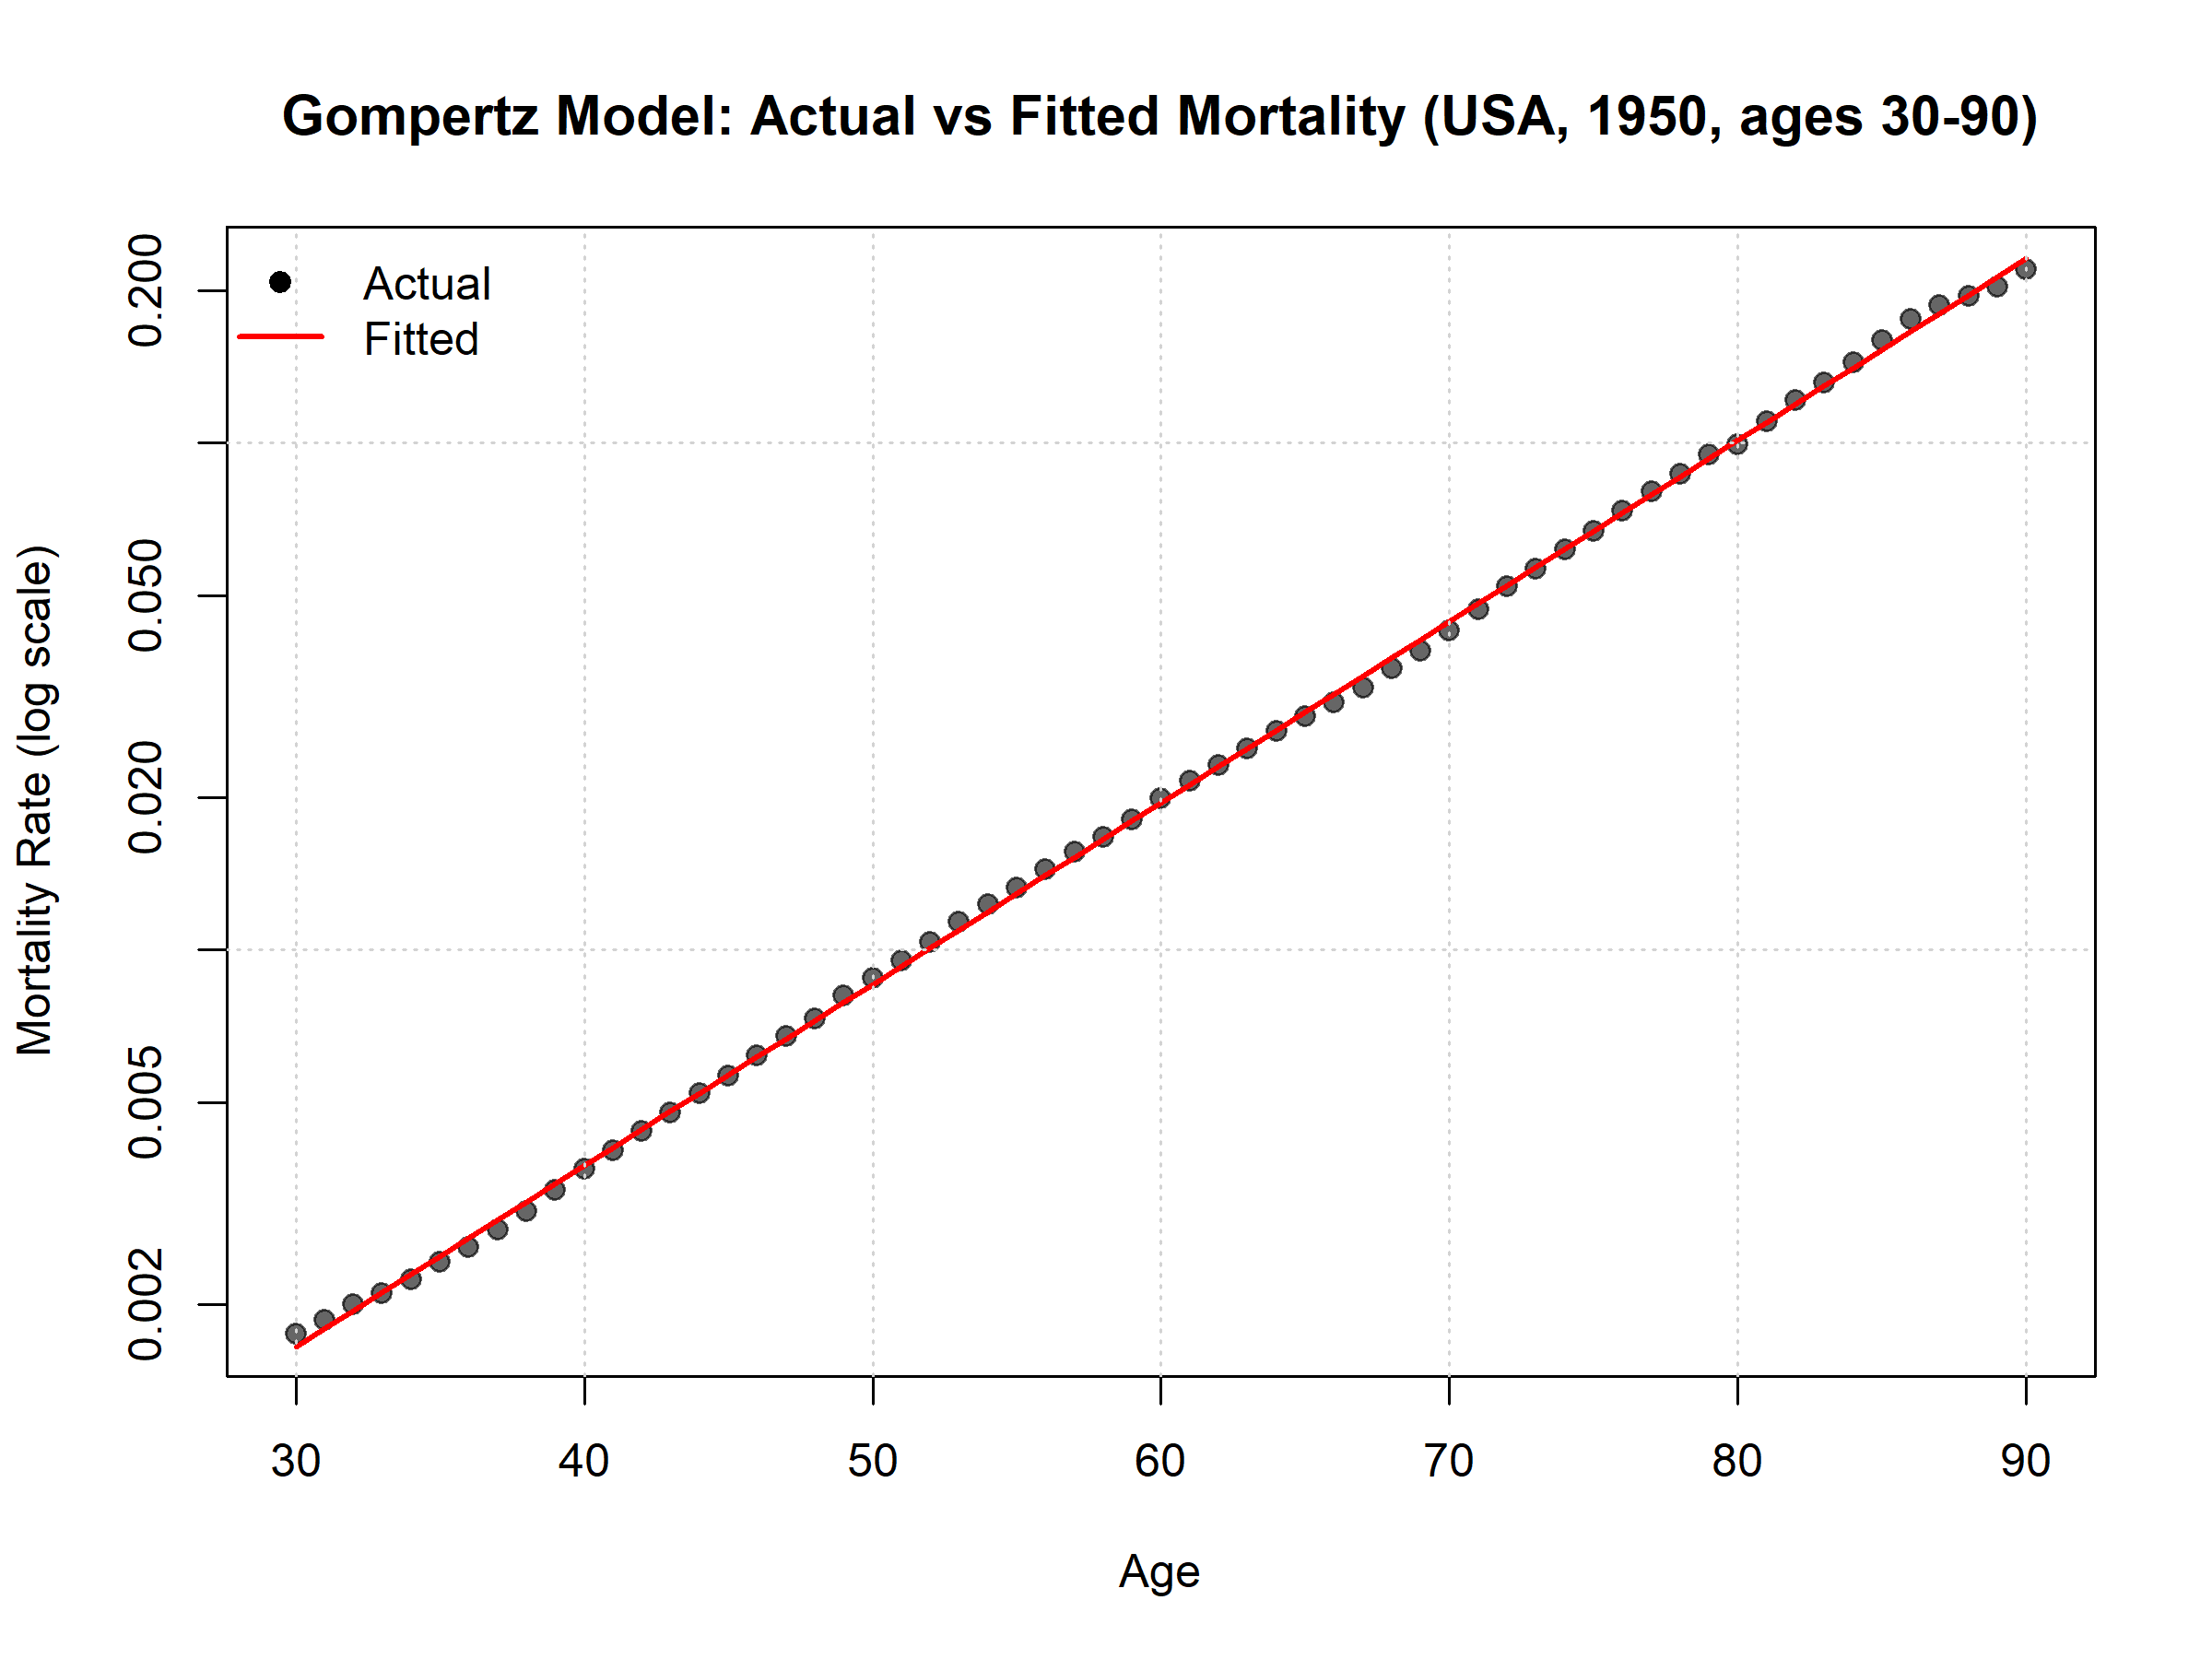 Gompertz Model: Actual vs Fitted Mortality (USA, 1950, ages 30-90)
Actual
Fitted
Mortality Rate (log scale)
0.200
0.050
0.020
0.005
0.002
30 40 50 60 70 80 90
Age